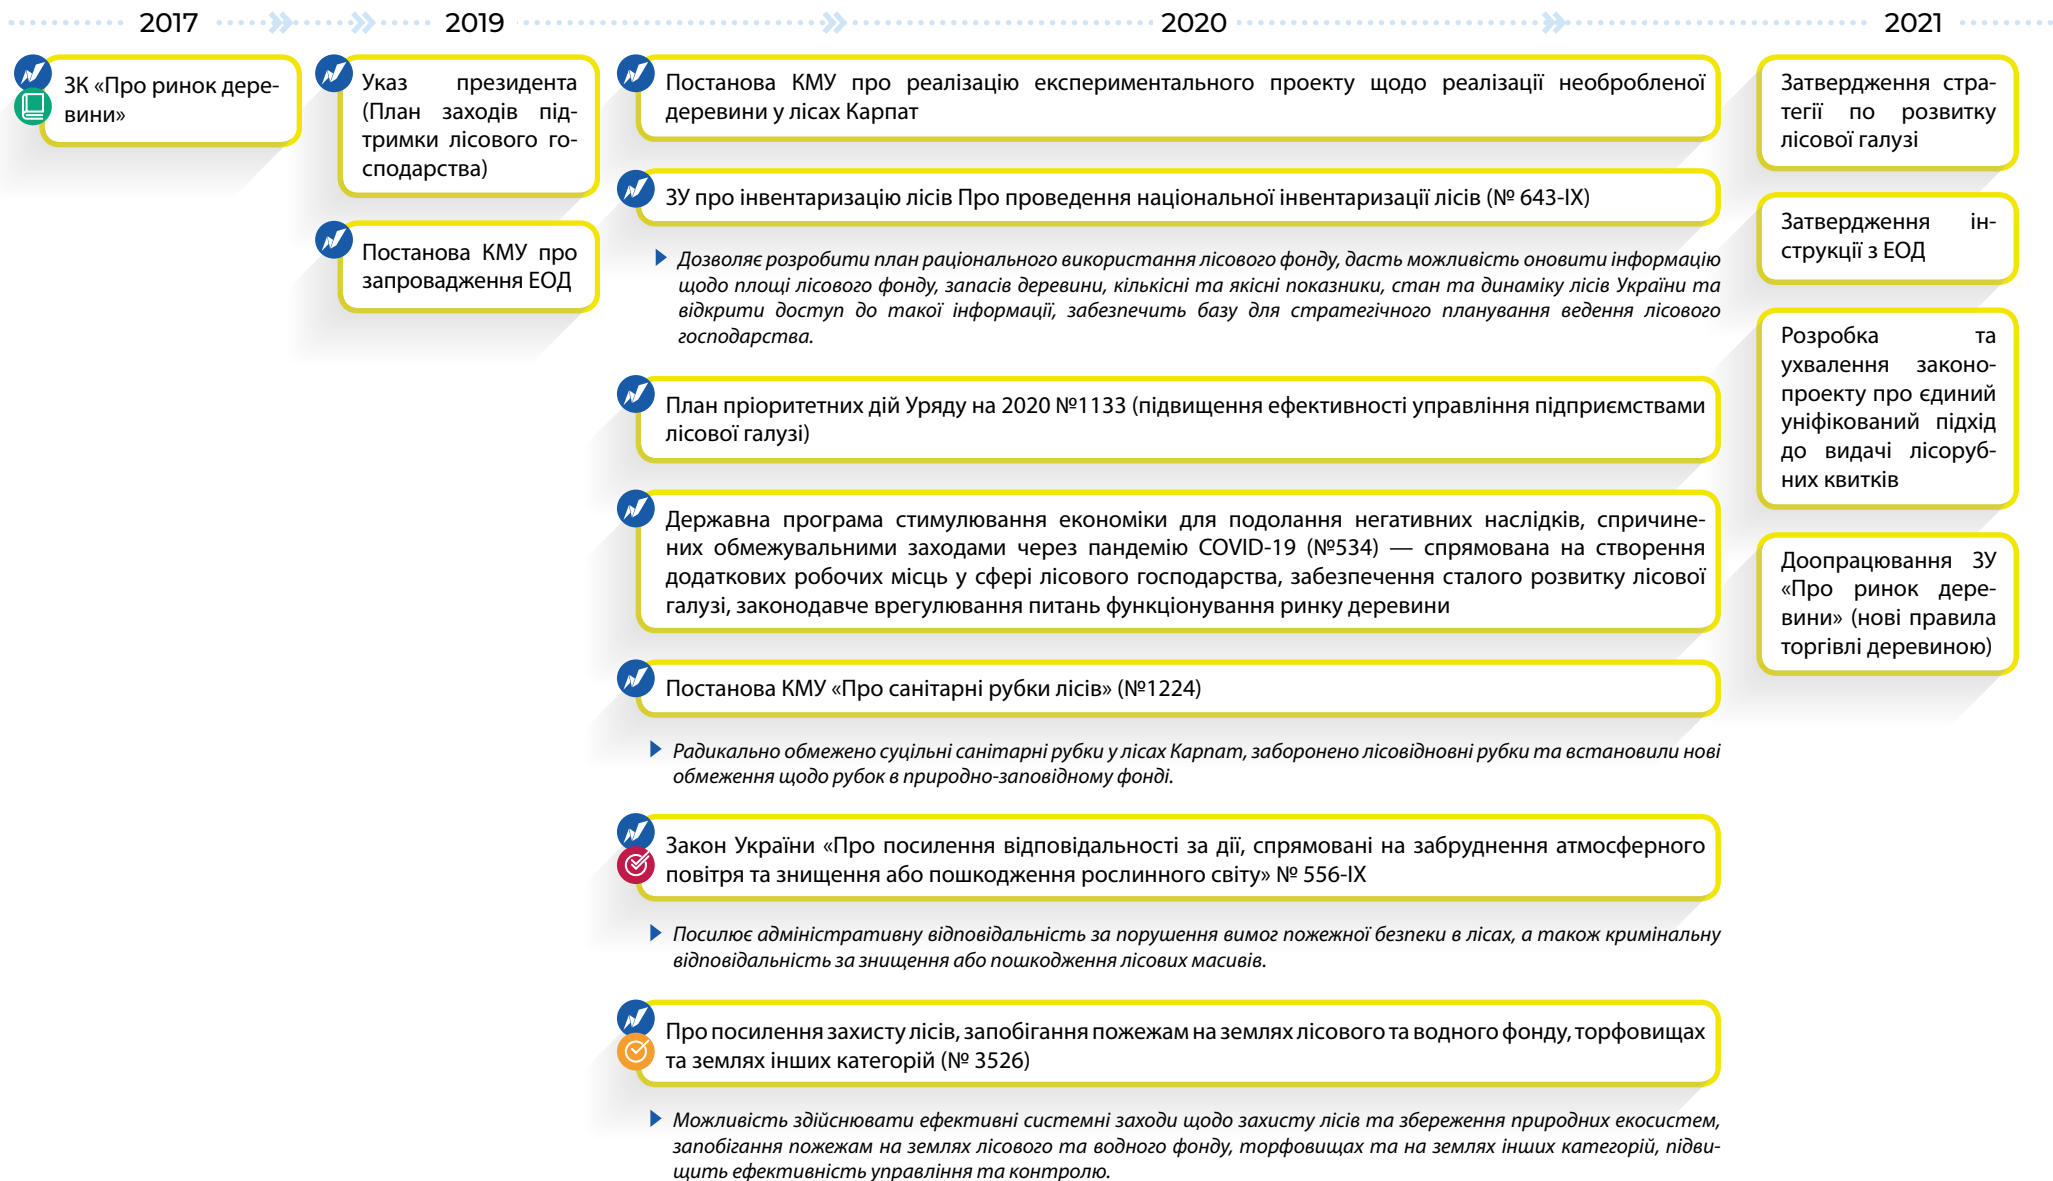 2017
2019
2020
2021
ЗК «Про ринок дере-
вини»
Указ президента
(План заходів під-
тримки лісового го-
сподарства)
Постанова КМУ про
запровадження ЕОД
Постанова КМУ про реалізацію експериментального проекту щодо реалізації необробленої
деревини у лісах Карпат
ЗУ про інвентаризацію лісів Про проведення національної інвентаризації лісів (№ 643-IX)
Дозволяє розробити план раціонального використання лісового фонду, дасть можливість оновити інформацію
щодо площі лісового фонду, запасів деревини, кількісні та якісні показники, стан та динаміку лісів України та
відкрити доступ до такої інформації, забезпечить базу для стратегічного планування ведення лісового
господарства.
План пріоритетних дій Уряду на 2020 №1133 (підвищення ефективності управління підприємствами
лісової галузі)
Державна програма стимулювання економіки для подолання негативних наслідків, спричине-
них обмежувальними заходами через пандемію COVID-19 (№534) — спрямована на створення
додаткових робочих місць у сфері лісового господарства, забезпечення сталого розвитку лісової
галузі, законодавче врегулювання питань функціонування ринку деревини
Постанова КМУ «Про санітарні рубки лісів» (№1224)
Радикально обмежено суцільні санітарні рубки у лісах Карпат, заборонено лісовідновні рубки та встановили нові
обмеження щодо рубок в природно-заповідному фонді.
Закон України «Про посилення відповідальності за дії, спрямовані на забруднення атмосферного
повітря та знищення або пошкодження рослинного світу» № 556-IX
Посилює адміністративну відповідальність за порушення вимог пожежної безпеки в лісах, а також кримінальну
відповідальність за знищення або пошкодження лісових масивів.
Про посилення захисту лісів, запобігання пожежам на землях лісового та водного фонду, торфовищах
та землях інших категорій (№ 3526)
Можливість здійснювати ефективні системні заходи щодо захисту лісів та збереження природних екосистем,
запобігання пожежам на землях лісового та водного фонду, торфовищах та на землях інших категорій, підви-
щить ефективність управління та контролю.
Затвердження стра-
тегії по розвитку
лісової галузі
Затвердження ін-
струкції з ЕОД
Розробка та
ухвалення законо-
проекту про єдиний
уніфікований підхід
до видачі лісоруб-
них квитків
Доопрацювання ЗУ
«Про ринок дере-
вини» (нові правила
торгівлі деревиною)